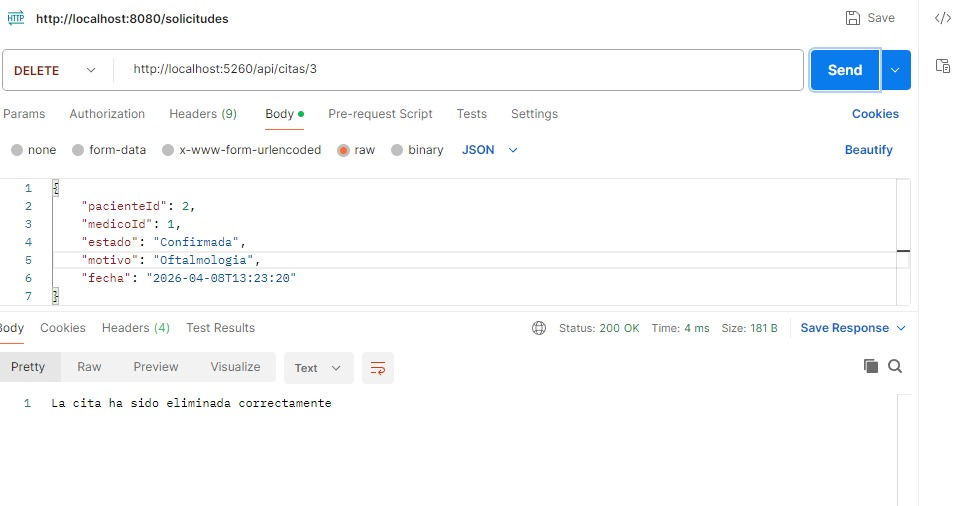 HTTP http://localhost:8080/solicitudes Save </>
DELETE http://localhost:5260/api/citas/3 Send
Params Authorization Headers (9) Body Pre-request Script Tests Settings Cookies
none form-data x-www-form-urlencoded raw binary JSON Beautify
1 {
2 "pacienteId": 2,
3 "medicoId": 1,
4 "estado": "Confirmada",
5 "motivo": "Oftalmologia",
6 "fecha": "2026-04-08T13:23:20"
7 }
Body Cookies Headers (4) Test Results Status: 200 OK Time: 4 ms Size: 181 B Save Response
Pretty Raw Preview Visualize Text
1 La cita ha sido eliminada correctamente